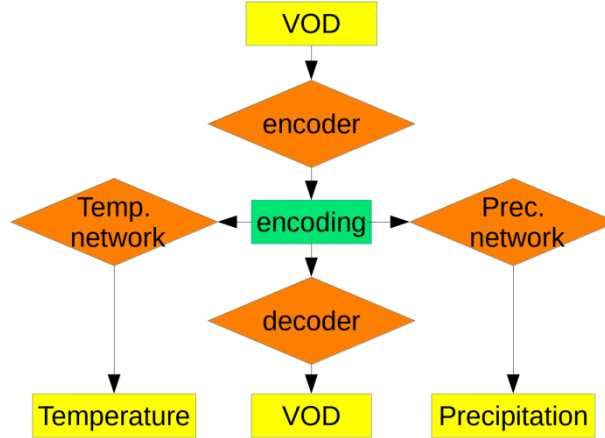 VOD
encoder
Temp.
network
encoding
Prec.
network
decoder
Temperature
VOD
Precipitation